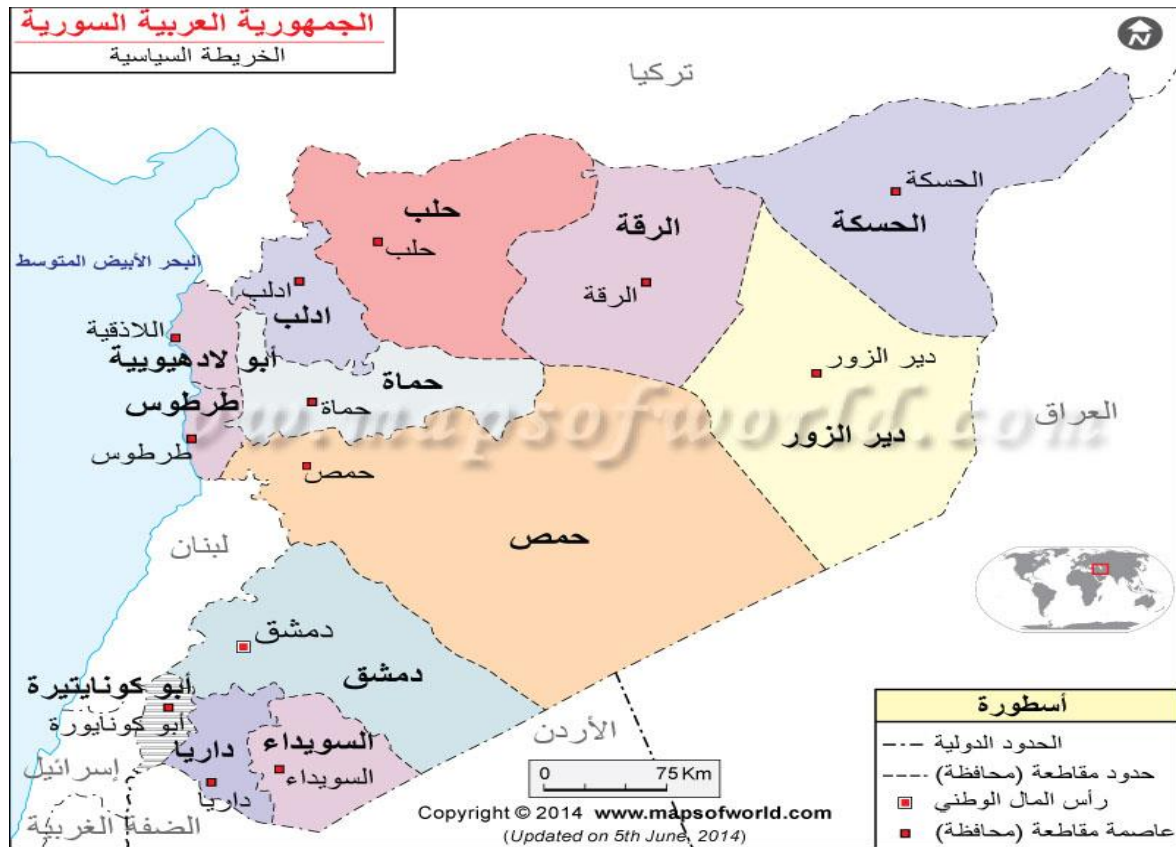 الجمهورية العربية السورية
الخريطة السياسية
N
تركيا
الحسكة
الحسكة
حلب
حلب
الرقة
الرقة
البحر الأبيض المتوسط
ادلب
ادلب
اللاذقية
أبو لادهيوبية
حماة
حماة
دير الزور
دير الزور
العراق
طرطوس
طرطوس
www.mapsofworld.com
حمص
حمص
لبنان
دمشق
دمشق
أبو كونايتيرة
أبو كونايورة
داريا
داريا
السويداء
السويداء
الأردن
إسرائيل
الضفة الغربية
0 75 Km
Copyright © 2014 www.mapsofworld.com
(Updated on 5th June, 2014)
أسطورة
الحدود الدولية
حدود مقاطعة (محافظة)
رأس المال الوطني
عاصمة مقاطعة (محافظة)